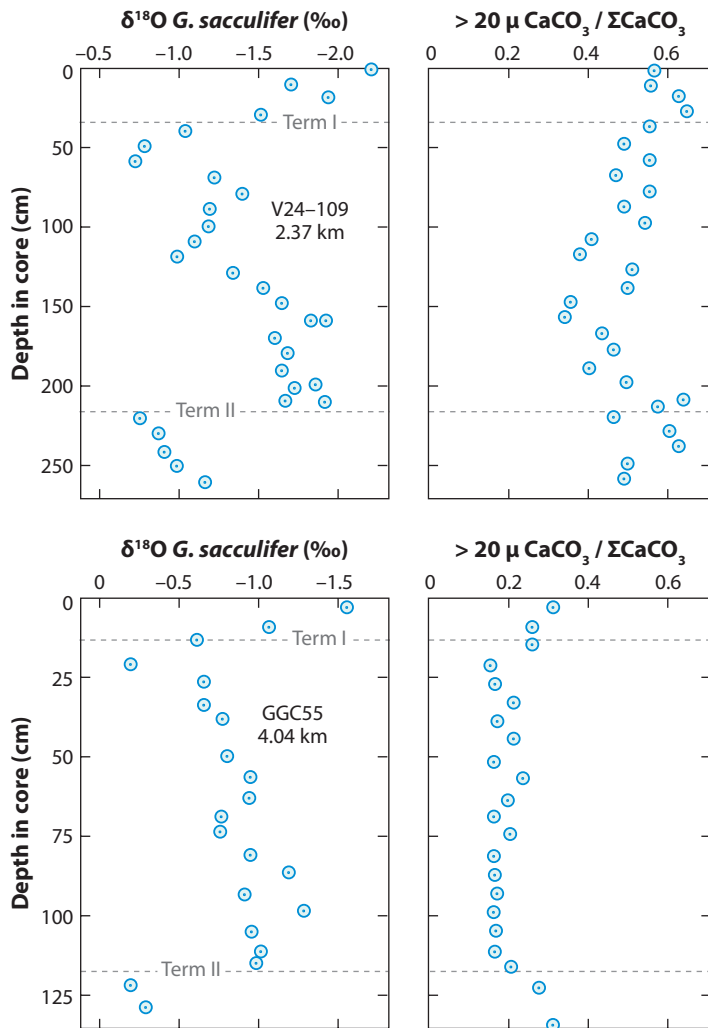 δ¹⁸O G. sacculifer (‰)
> 20 μ CaCO₃ / ΣCaCO₃
−0.5 −1.0 −1.5 −2.0
0 0.2 0.4 0.6
0
50
100
150
200
250
Depth in core (cm)
Term I
V24–109
2.37 km
Term II
δ¹⁸O G. sacculifer (‰)
> 20 μ CaCO₃ / ΣCaCO₃
0 −0.5 −1.0 −1.5
0 0.2 0.4 0.6
0
25
50
75
100
125
Depth in core (cm)
Term I
GGC55
4.04 km
Term II